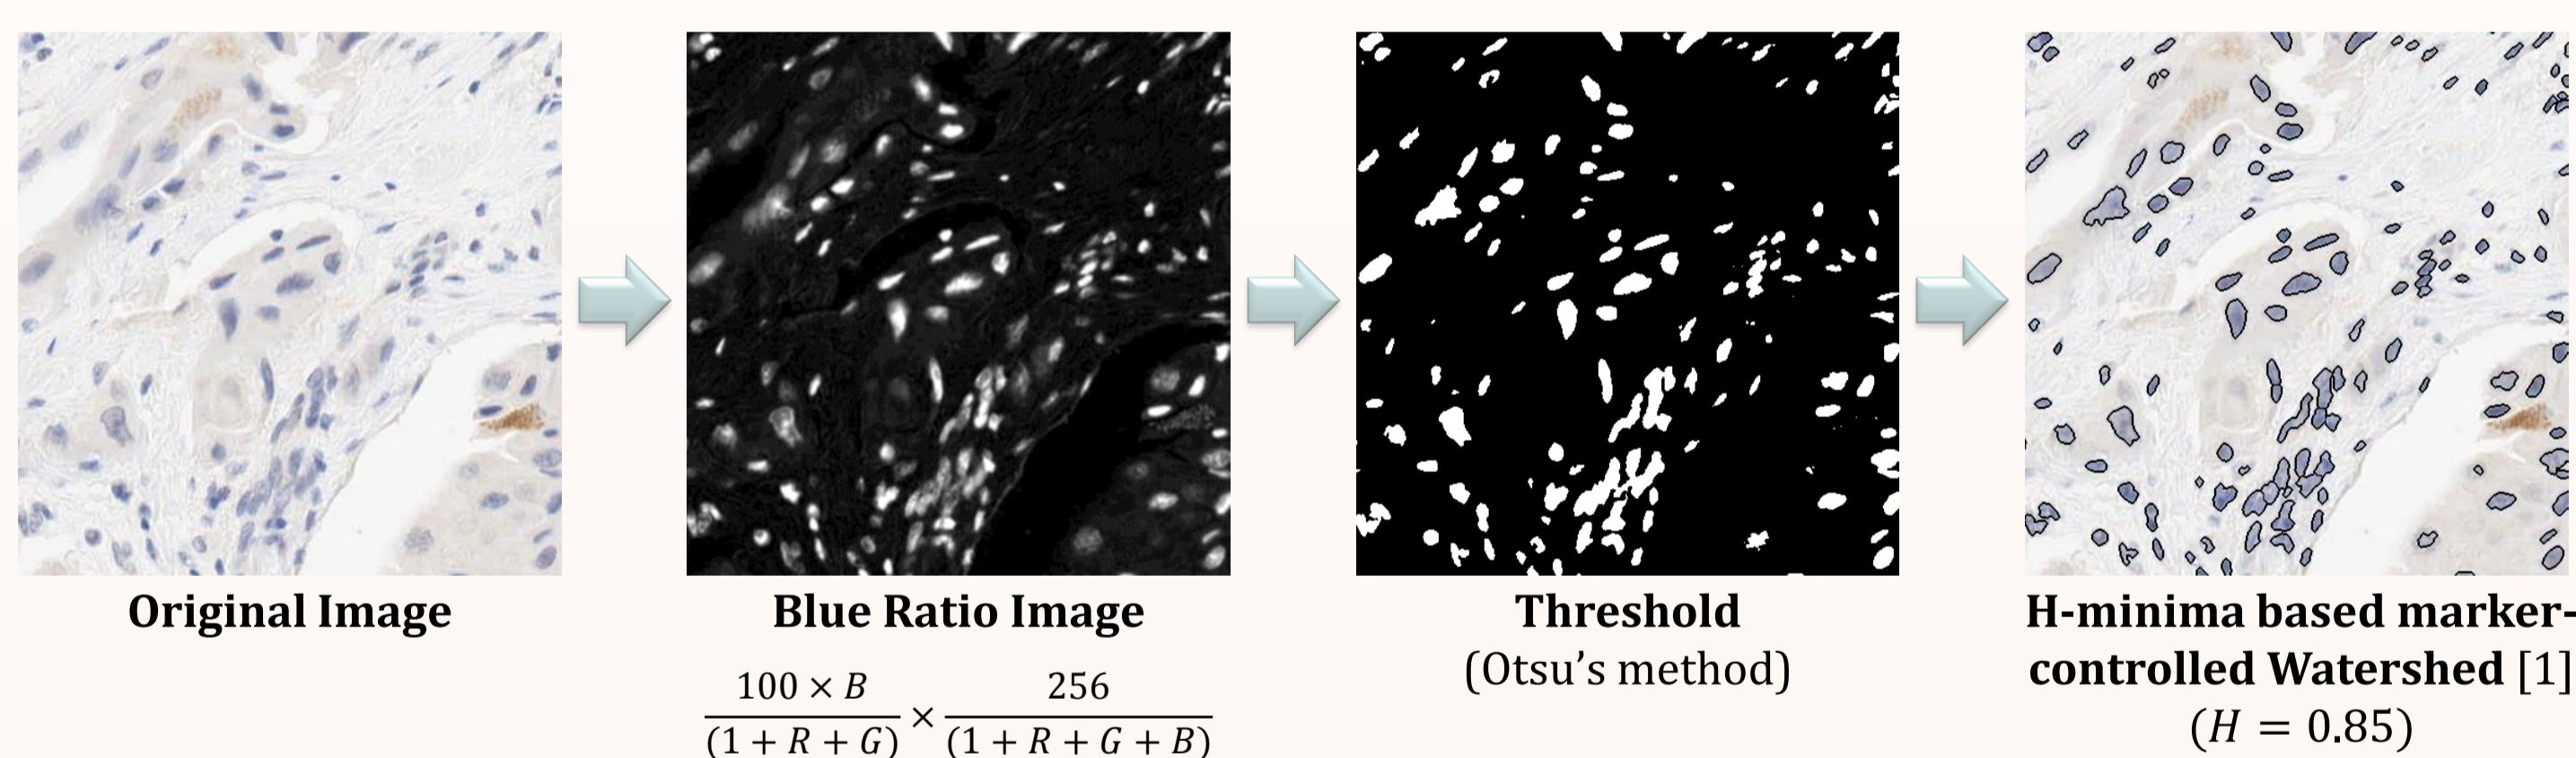 Original Image
Blue Ratio Image
100 × B / (1 + R + G) × 256 / (1 + R + G + B)
Threshold
(Otsu’s method)
H-minima based marker-
controlled Watershed [1]
(H = 0.85)